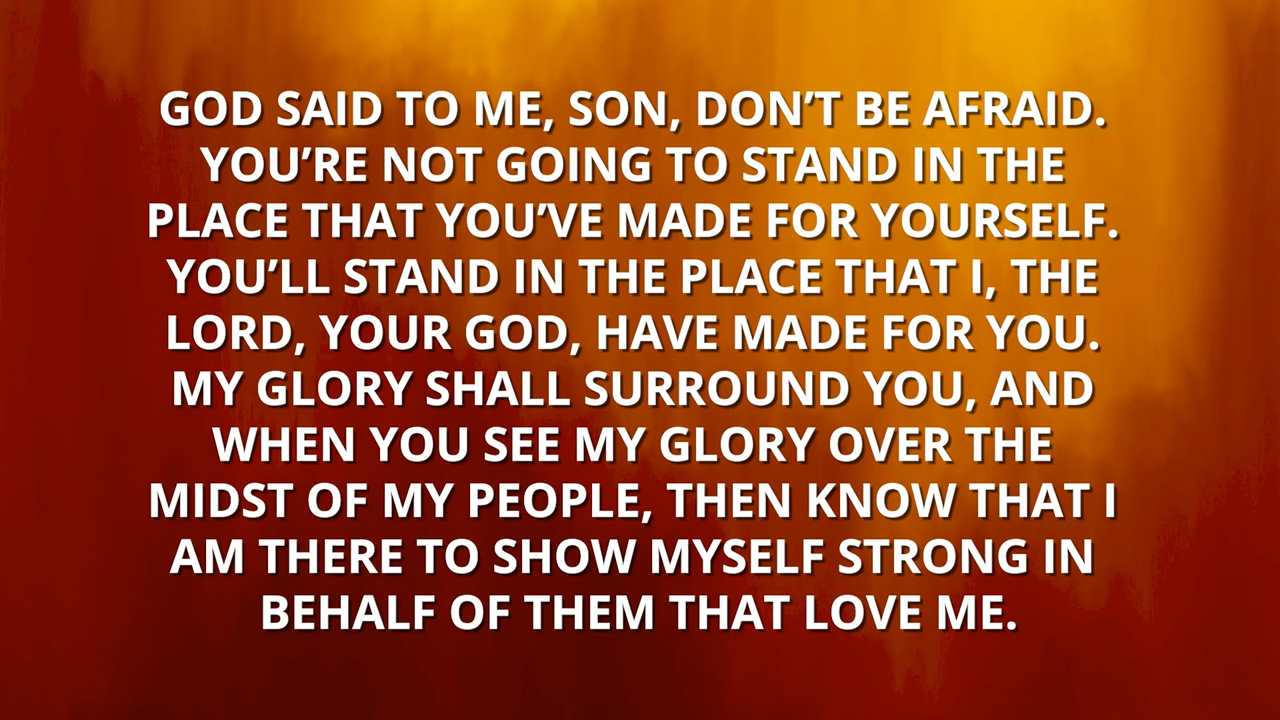 GOD SAID TO ME, SON, DON’T BE AFRAID.
YOU’RE NOT GOING TO STAND IN THE
PLACE THAT YOU’VE MADE FOR YOURSELF.
YOU’LL STAND IN THE PLACE THAT I, THE
LORD, YOUR GOD, HAVE MADE FOR YOU.
MY GLORY SHALL SURROUND YOU, AND
WHEN YOU SEE MY GLORY OVER THE
MIDST OF MY PEOPLE, THEN KNOW THAT I
AM THERE TO SHOW MYSELF STRONG IN
BEHALF OF THEM THAT LOVE ME.